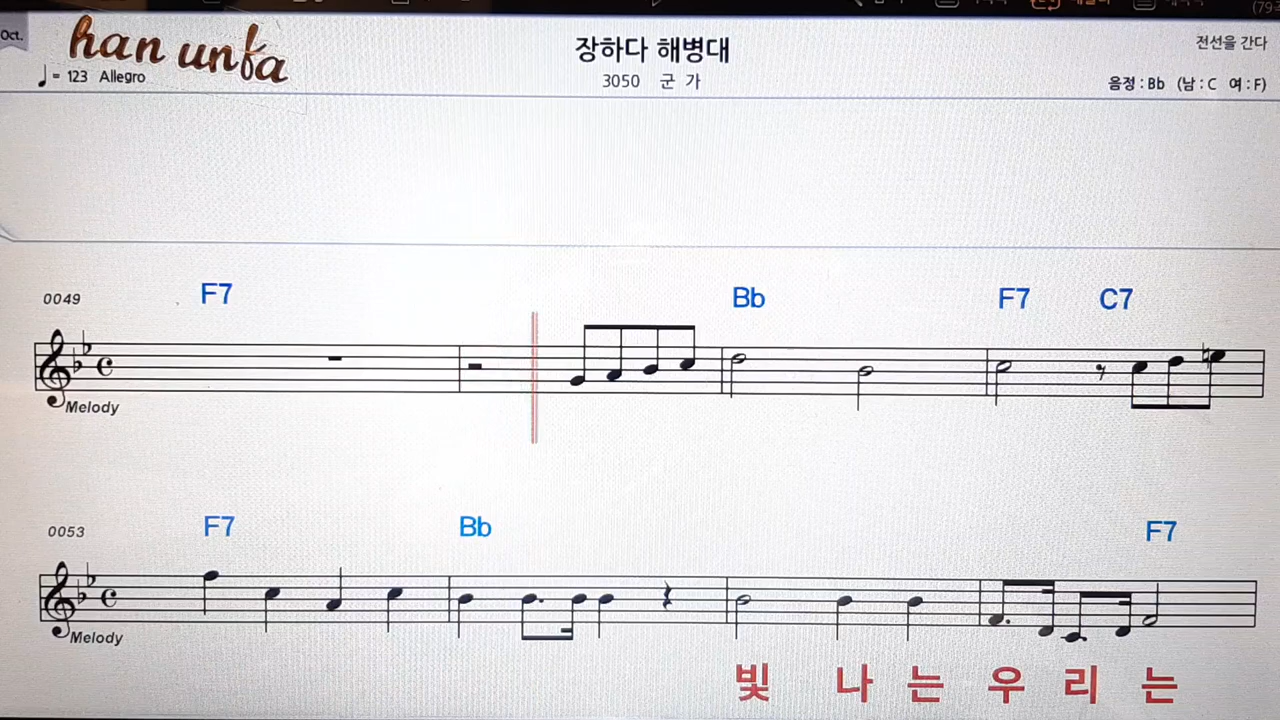 Oct.
han unfa
♩= 123 Allegro
장하다 해병대
3050 군 가
전선을 간다
음정 : Bb (남 : C 여 : F)
0049
F7
Bb
F7
C7
Melody
0053
F7
Bb
F7
Melody
빛 나 는 우 리 는